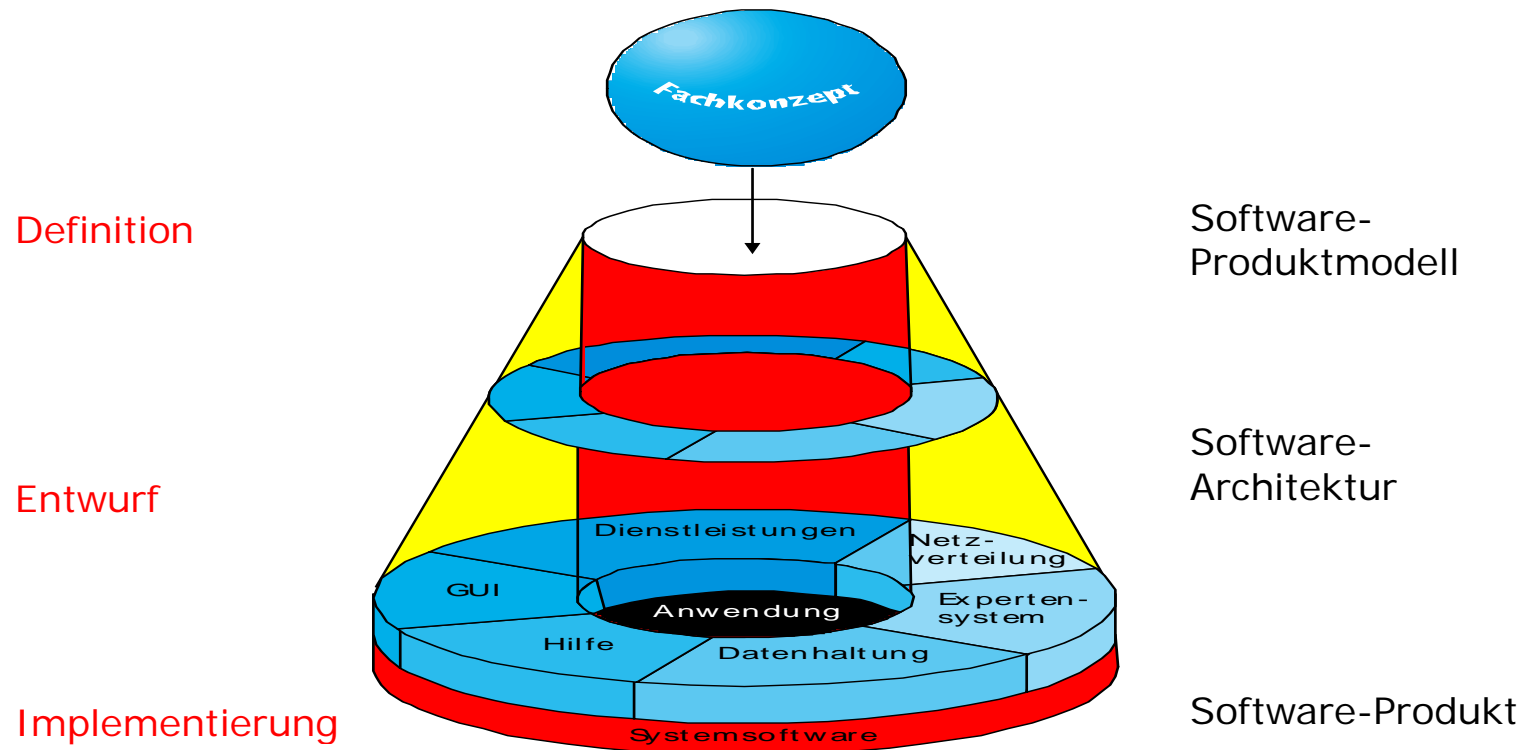 Fachkonzept
Definition
Software-
Produktmodell
Software-
Architektur
Entwurf
Dienstleistungen
Netz-
verteilung
GUI
Anwendung
Experten-
system
Hilfe
Datenhaltung
Implementierung
Software-Produkt
Systemsoftware